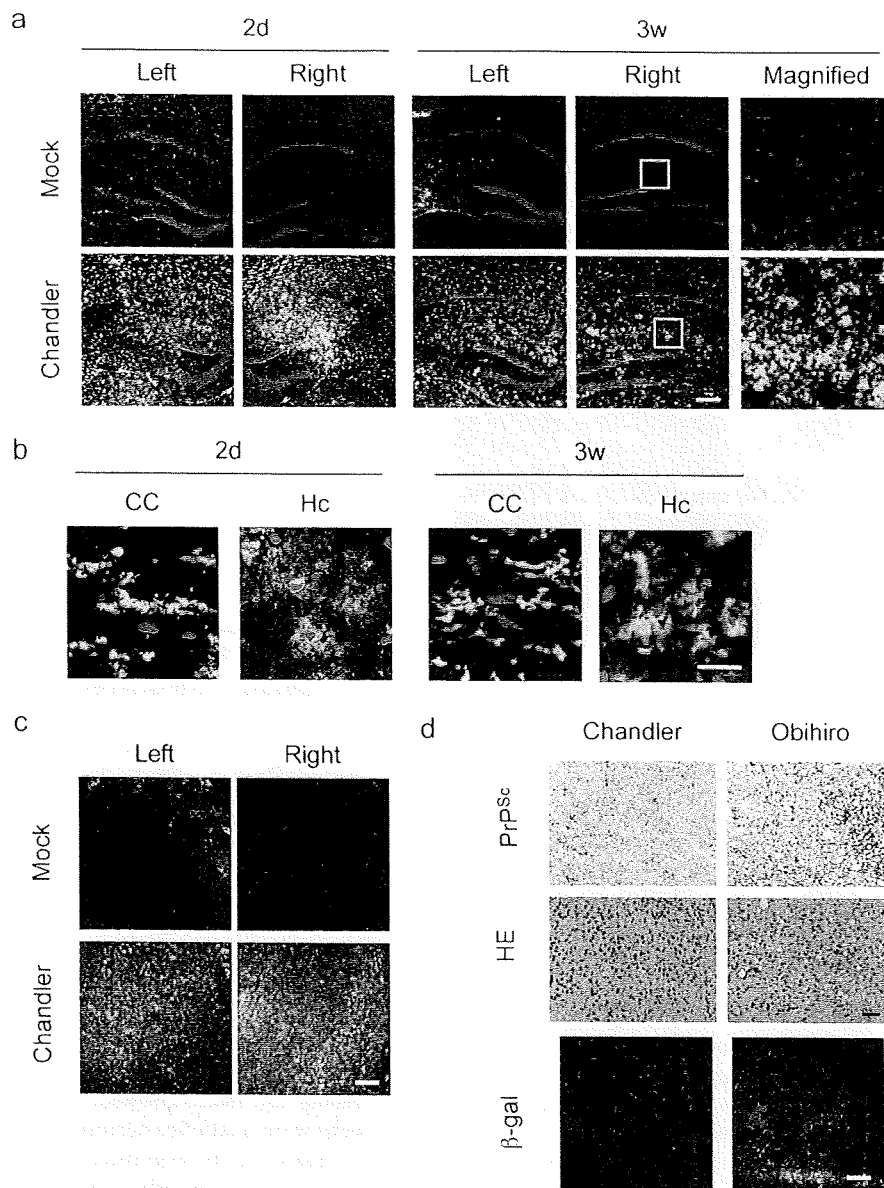 a
2d 3w
Left Right Left Right Magnified
Mock
Chandler
b
2d 3w
CC Hc CC Hc
c
Left Right
Mock
Chandler
d
Chandler Obihiro
PrPSc
HE
β-gal